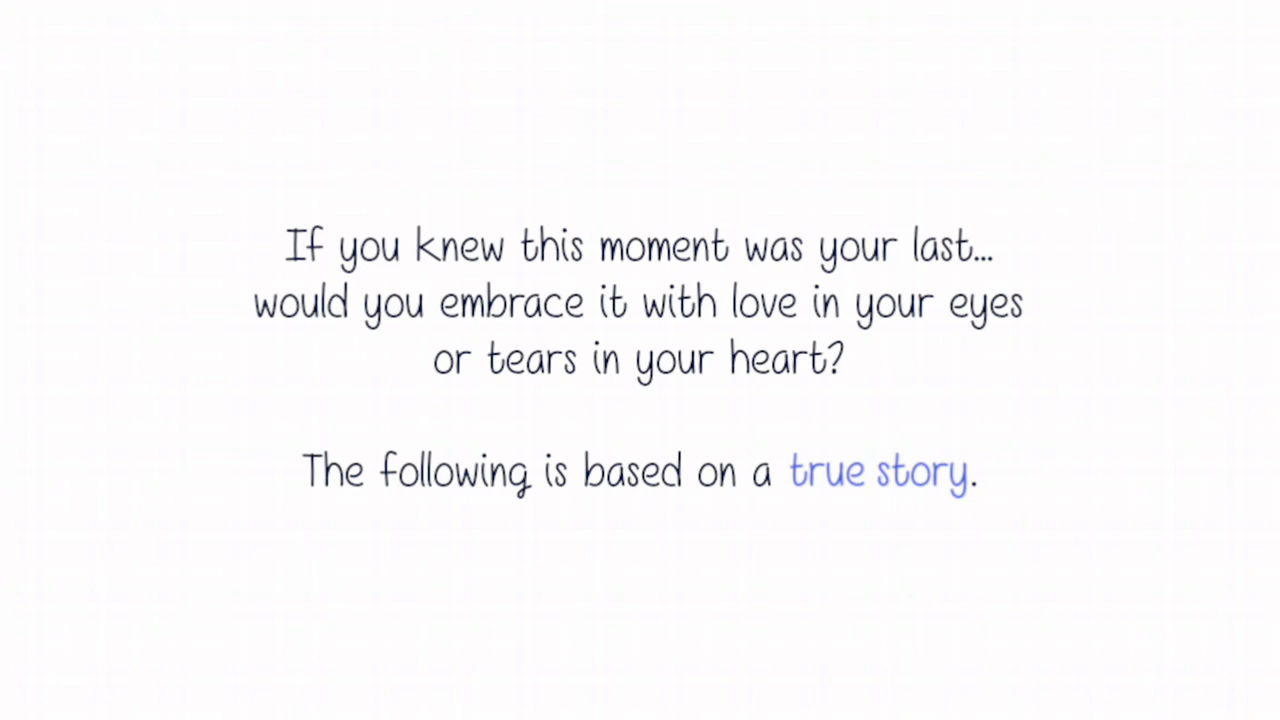 If you knew this moment was your last...
would you embrace it with love in your eyes
or tears in your heart?
The following is based on a true story.